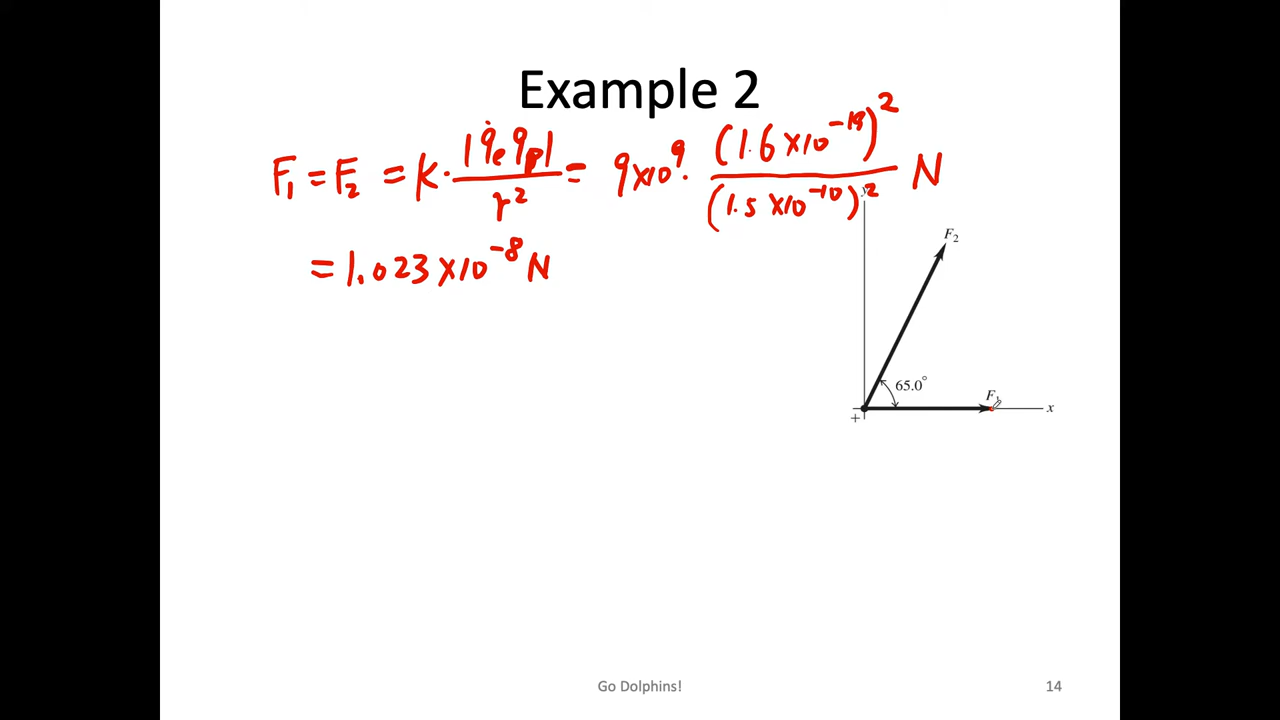 Example 2
F₁ = F₂ = k · |qₑqₚ| / r² = 9×10⁹ · (1.6×10⁻¹⁹)² / (1.5×10⁻¹⁰)² N
= 1.023×10⁻⁸ N
y
F₂
65.0°
F₁
x
+
Go Dolphins!
14